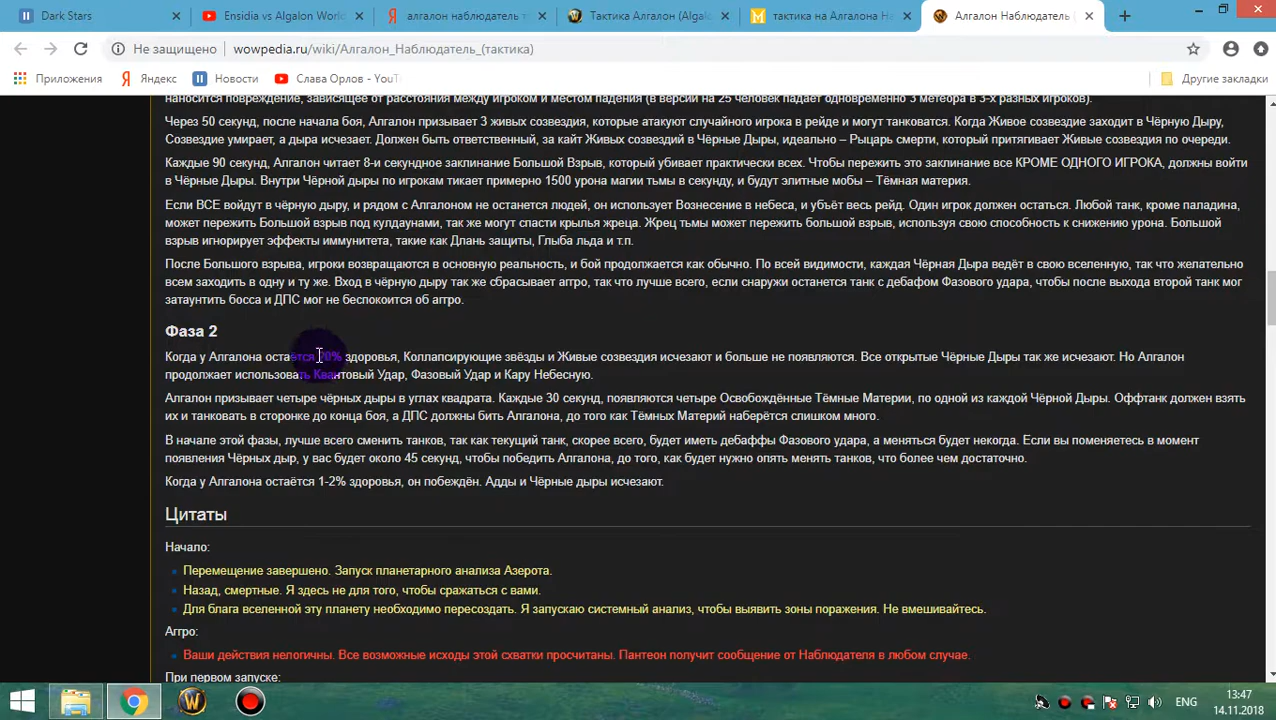 Dark Stars
Ensidia vs Algalon World
алгалон наблюдатель т
Тактика Алгалон (Algal
тактика на Алгалона Н
Алгалон Наблюдатель (
Не защищено
wowpedia.ru/wiki/Алгалон_Наблюдатель_(тактика)
Приложения
Яндекс
Новости
Слава Орлов - YouT
Другие закладки
наносится повреждение, зависящее от расстояния между игроком и местом падения (в версии на 25 человек падает одновременно 3 метеора в 3-х разных игроков).
Через 50 секунд, после начала боя, Алгалон призывает 3 живых созвездия, которые атакуют случайного игрока в рейде и могут танковатся. Когда Живое созвездие заходит в Чёрную Дыру,
Созвездие умирает, а дыра исчезает. Должен быть ответственный, за кайт Живых созвездий в Чёрные Дыры, идеально – Рыцарь смерти, который притягивает Живые созвездия по очереди.
Каждые 90 секунд, Алгалон читает 8-и секундное заклинание Большой Взрыв, который убивает практически всех. Чтобы пережить это заклинание все КРОМЕ ОДНОГО ИГРОКА, должны войти
в Чёрные Дыры. Внутри Чёрной дыры по игрокам тикает примерно 1500 урона магии тьмы в секунду, и будут элитные мобы – Тёмная материя.
Если ВСЕ войдут в чёрную дыру, и рядом с Алгалоном не останется людей, он использует Вознесение в небеса, и убъёт весь рейд. Один игрок должен остаться. Любой танк, кроме паладина,
может пережить Большой взрыв под кулдаунами, так же могут спасти крылья жреца. Жрец тьмы может пережить большой взрыв, используя свою способность к снижению урона. Большой
взрыв игнорирует эффекты иммунитета, такие как Длань защиты, Глыба льда и т.п.
После Большого взрыва, игроки возвращаются в основную реальность, и бой продолжается как обычно. По всей видимости, каждая Чёрная Дыра ведёт в свою вселенную, так что желательно
всем заходить в одну и ту же. Вход в чёрную дыру так же сбрасывает аггро, так что лучше всего, если снаружи останется танк с дебафом Фазового удара, чтобы после выхода второй танк мог
затаунтить босса и ДПС мог не беспокоится об аггро.
Фаза 2
Когда у Алгалона остаётся 20% здоровья, Коллапсирующие звёзды и Живые созвездия исчезают и больше не появляются. Все открытые Чёрные Дыры так же исчезают. Но Алгалон
продолжает использовать Квантовый Удар, Фазовый Удар и Кару Небесную.
Алгалон призывает четыре чёрных дыры в углах квадрата. Каждые 30 секунд, появляются четыре Освобождённые Тёмные Материи, по одной из каждой Чёрной Дыры. Оффтанк должен взять
их и танковать в сторонке до конца боя, а ДПС должны бить Алгалона, до того как Тёмных Материй наберётся слишком много.
В начале этой фазы, лучше всего сменить танков, так как текущий танк, скорее всего, будет иметь дебаффы Фазового удара, а меняться будет некогда. Если вы поменяетесь в момент
появления Чёрных дыр, у вас будет около 45 секунд, чтобы победить Алгалона, до того, как будет нужно опять менять танков, что более чем достаточно.
Когда у Алгалона остаётся 1-2% здоровья, он побеждён. Адды и Чёрные дыры исчезают.
Цитаты
Начало:
Перемещение завершено. Запуск планетарного анализа Азерота.
Назад, смертные. Я здесь не для того, чтобы сражаться с вами.
Для блага вселенной эту планету необходимо пересоздать. Я запускаю системный анализ, чтобы выявить зоны поражения. Не вмешивайтесь.
Аггро:
Ваши действия нелогичны. Все возможные исходы этой схватки просчитаны. Пантеон получит сообщение от Наблюдателя в любом случае.
При первом запуске:
ENG
13:47
14.11.2018